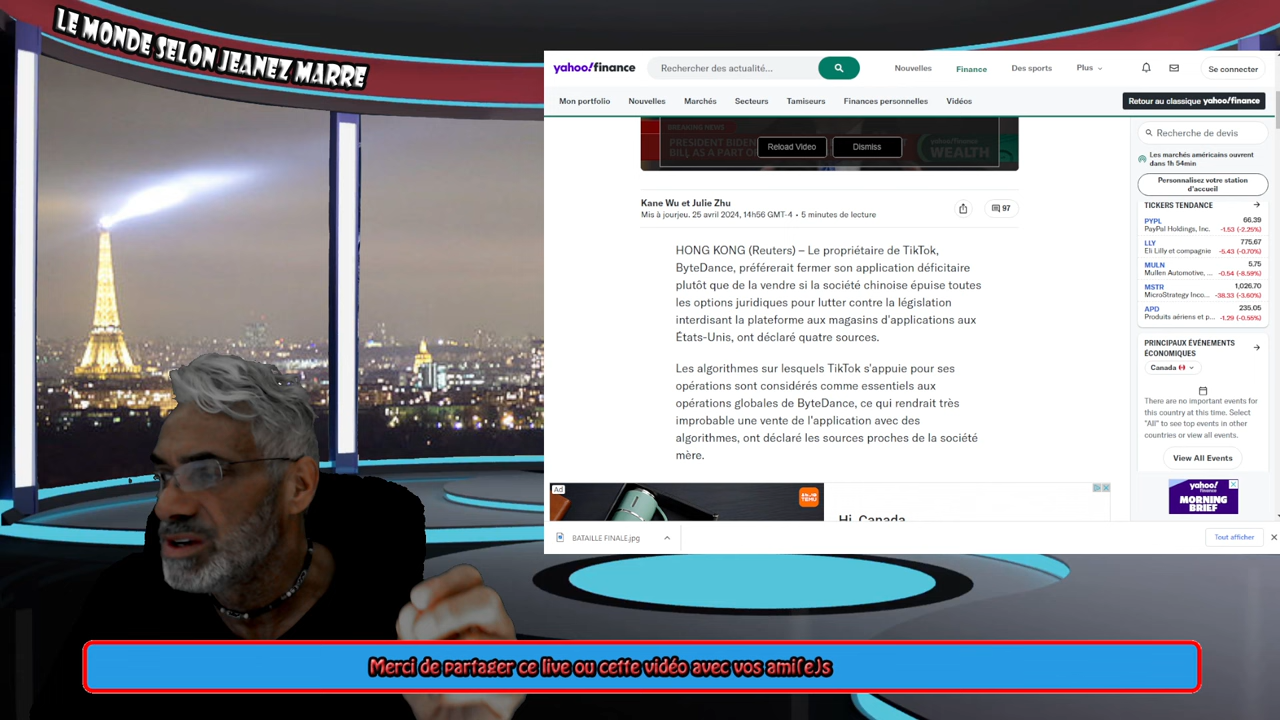 LE MONDE SELON JEANEZ MARRE
yahoo!finance
Rechercher des actualité...
Nouvelles
Finance
Des sports
Plus
Se connecter
Mon portfolio
Nouvelles
Marchés
Secteurs
Tamiseurs
Finances personnelles
Vidéos
Retour au classique yahoo!finance
BREAKING NEWS
PRESIDENT BIDEN
BILL AS A PART O
WEALTH
Reload Video
Dismiss
Kane Wu et Julie Zhu
Mis à jourjeu. 25 avril 2024, 14h56 GMT-4 • 5 minutes de lecture
97
HONG KONG (Reuters) – Le propriétaire de TikTok,
ByteDance, préférerait fermer son application déficitaire
plutôt que de la vendre si la société chinoise épuise toutes
les options juridiques pour lutter contre la législation
interdisant la plateforme aux magasins d'applications aux
États-Unis, ont déclaré quatre sources.
Les algorithmes sur lesquels TikTok s'appuie pour ses
opérations sont considérés comme essentiels aux
opérations globales de ByteDance, ce qui rendrait très
improbable une vente de l'application avec des
algorithmes, ont déclaré les sources proches de la société
mère.
Ad
TEMU
Hi, Canada
Recherche de devis
Les marchés américains ouvrent
dans 1h 54min
Personnalisez votre station
d'accueil
TICKERS TENDANCE
PYPL 66.39
PayPal Holdings, Inc. -1.53 (-2.25%)
LLY 775.67
Eli Lilly et compagnie -5.43 (-0.70%)
MULN 5.75
Mullen Automotive, ... -0.54 (-8.59%)
MSTR 1,026.70
MicroStrategy Inco... -38.33 (-3.60%)
APD 235.05
Produits aériens et p... -1.29 (-0.55%)
PRINCIPAUX ÉVÉNEMENTS
ÉCONOMIQUES
Canada
There are no important events for
this country at this time. Select
"All" to see top events in other
countries or view all events.
View All Events
yahoo!
finance
MORNING
BRIEF
BATAILLE FINALE.jpg
Tout afficher
Merci de partager ce live ou cette vidéo avec vos ami(e)s